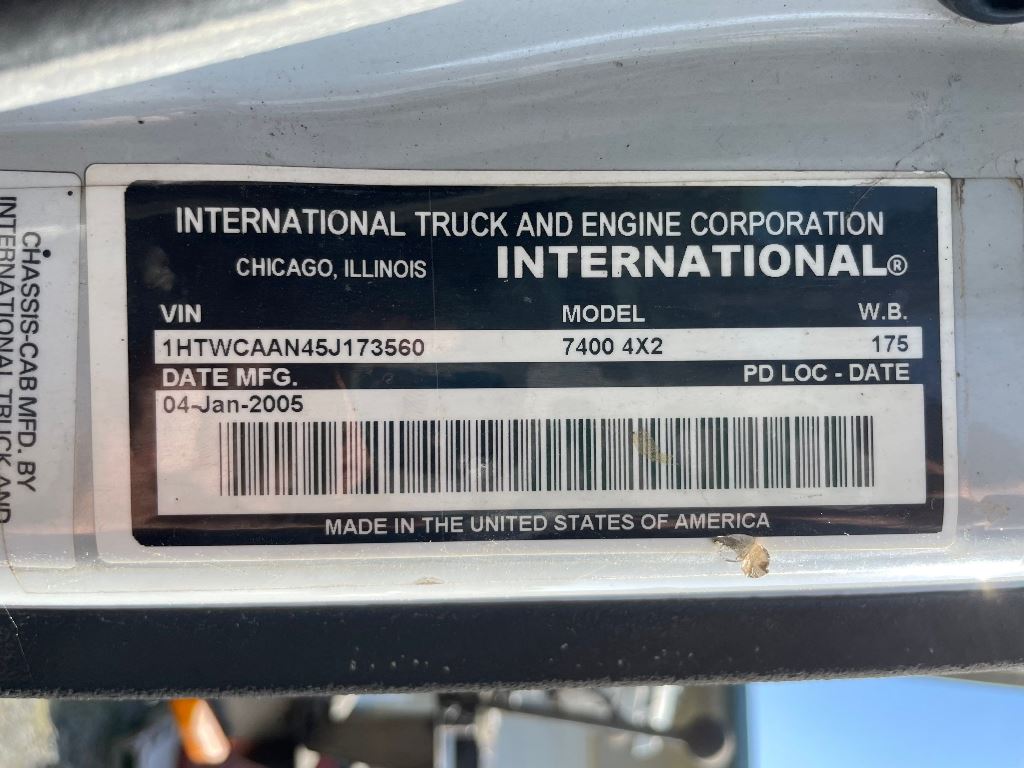 INTERNATIONAL TRUCK AND ENGINE CORPORATION
CHICAGO, ILLINOIS INTERNATIONAL®
VIN MODEL W.B.
1HTWCAAN45J173560 7400 4X2 175
DATE MFG. PD LOC - DATE
04-Jan-2005
MADE IN THE UNITED STATES OF AMERICA
CHASSIS-CAB MFD. BY
INTERNATIONAL TRUCK AND